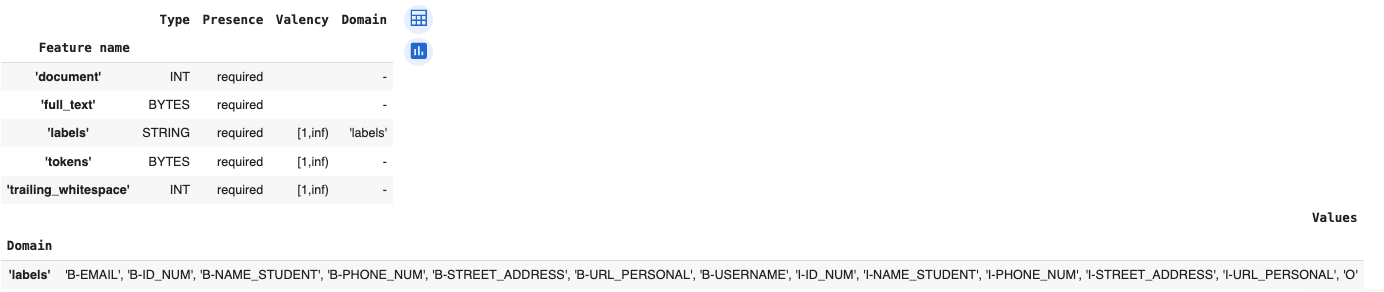 Type Presence Valency Domain
Feature name
'document' INT required -
'full_text' BYTES required -
'labels' STRING required [1,inf) 'labels'
'tokens' BYTES required [1,inf) -
'trailing_whitespace' INT required [1,inf) -
Values
Domain
'labels' 'B-EMAIL', 'B-ID_NUM', 'B-NAME_STUDENT', 'B-PHONE_NUM', 'B-STREET_ADDRESS', 'B-URL_PERSONAL', 'B-USERNAME', 'I-ID_NUM', 'I-NAME_STUDENT', 'I-PHONE_NUM', 'I-STREET_ADDRESS', 'I-URL_PERSONAL', 'O'